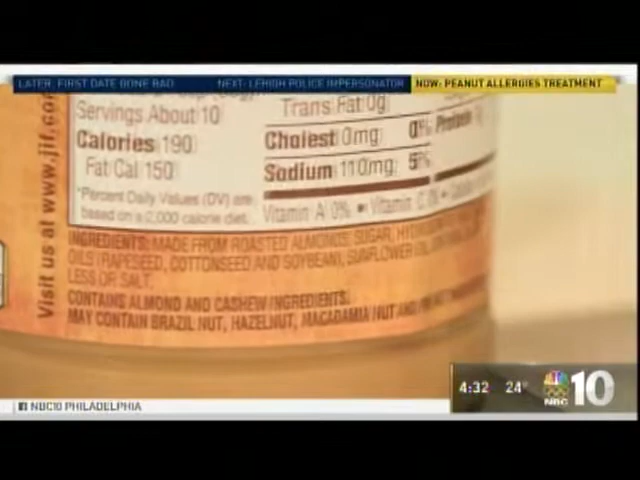 LATER: FIRST DATE GONE BAD NEXT: LEHIGH POLICE IMPERSONATOR NOW: PEANUT ALLERGIES TREATMENT
Servings About 10
Calories 190
Fat Cal 150
*Percent Daily Values (DV) are
based on a 2,000 calorie diet.
Trans Fat 0g
Cholest 0mg 0% Protein
Sodium 110mg 5%
Vitamin A 0% • Vitamin C 0% •
Visit us at www.jif.co
INGREDIENTS: MADE FROM ROASTED ALMONDS, SUGAR,
OILS (RAPESEED, COTTONSEED AND SOYBEAN), SUNFLOWER OIL,
LESS OF: SALT.
CONTAINS ALMOND AND CASHEW INGREDIENTS.
MAY CONTAIN BRAZIL NUT, HAZELNUT, MACADAMIA NUT AND
4:32 24° NBC 10
NBC10 PHILADELPHIA